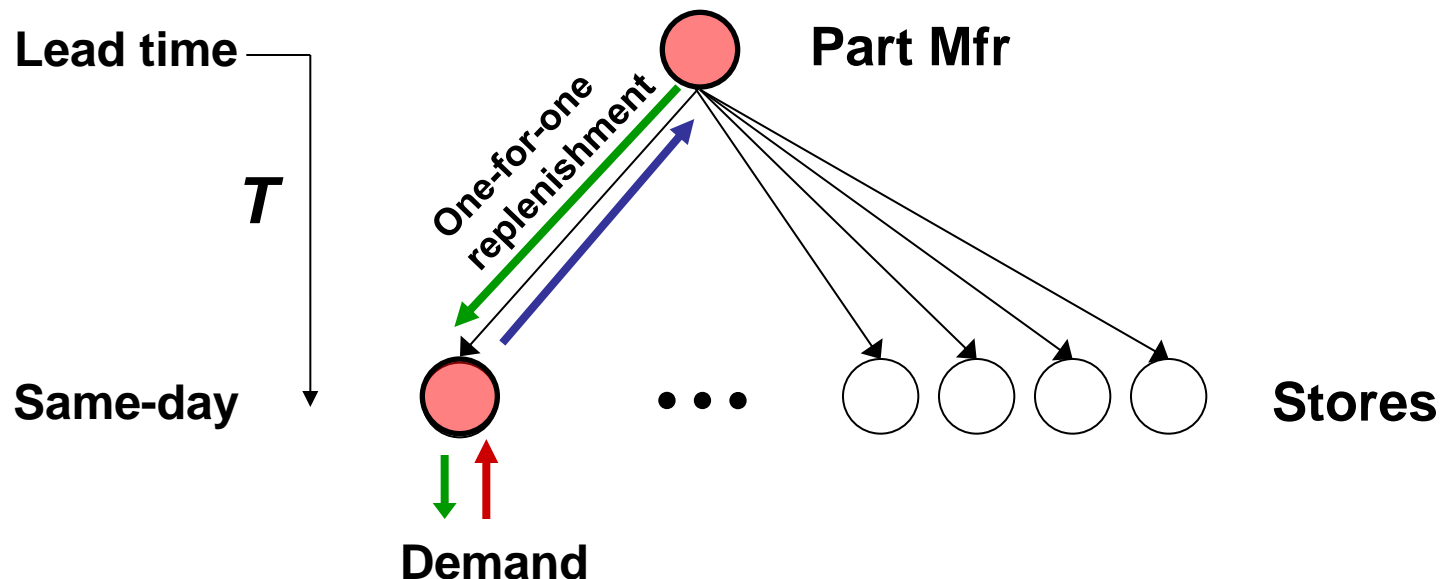 Lead time
Part Mfr
One-for-one
replenishment
T
Same-day
Stores
Demand